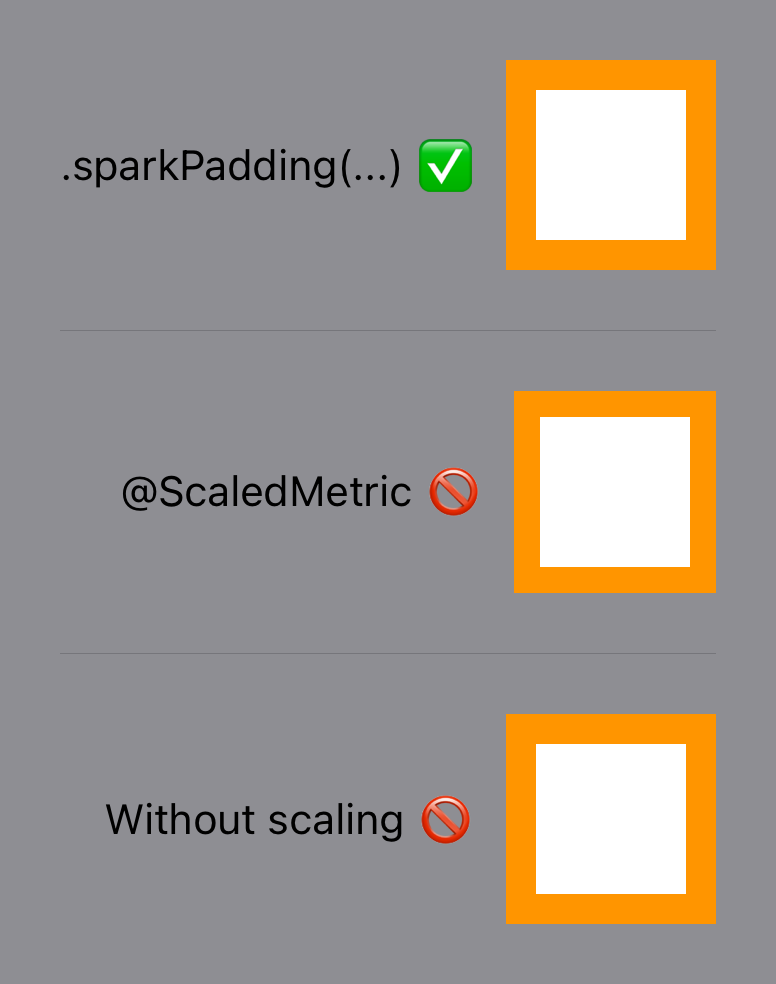 .sparkPadding(...) ✅
@ScaledMetric 🚫
Without scaling 🚫